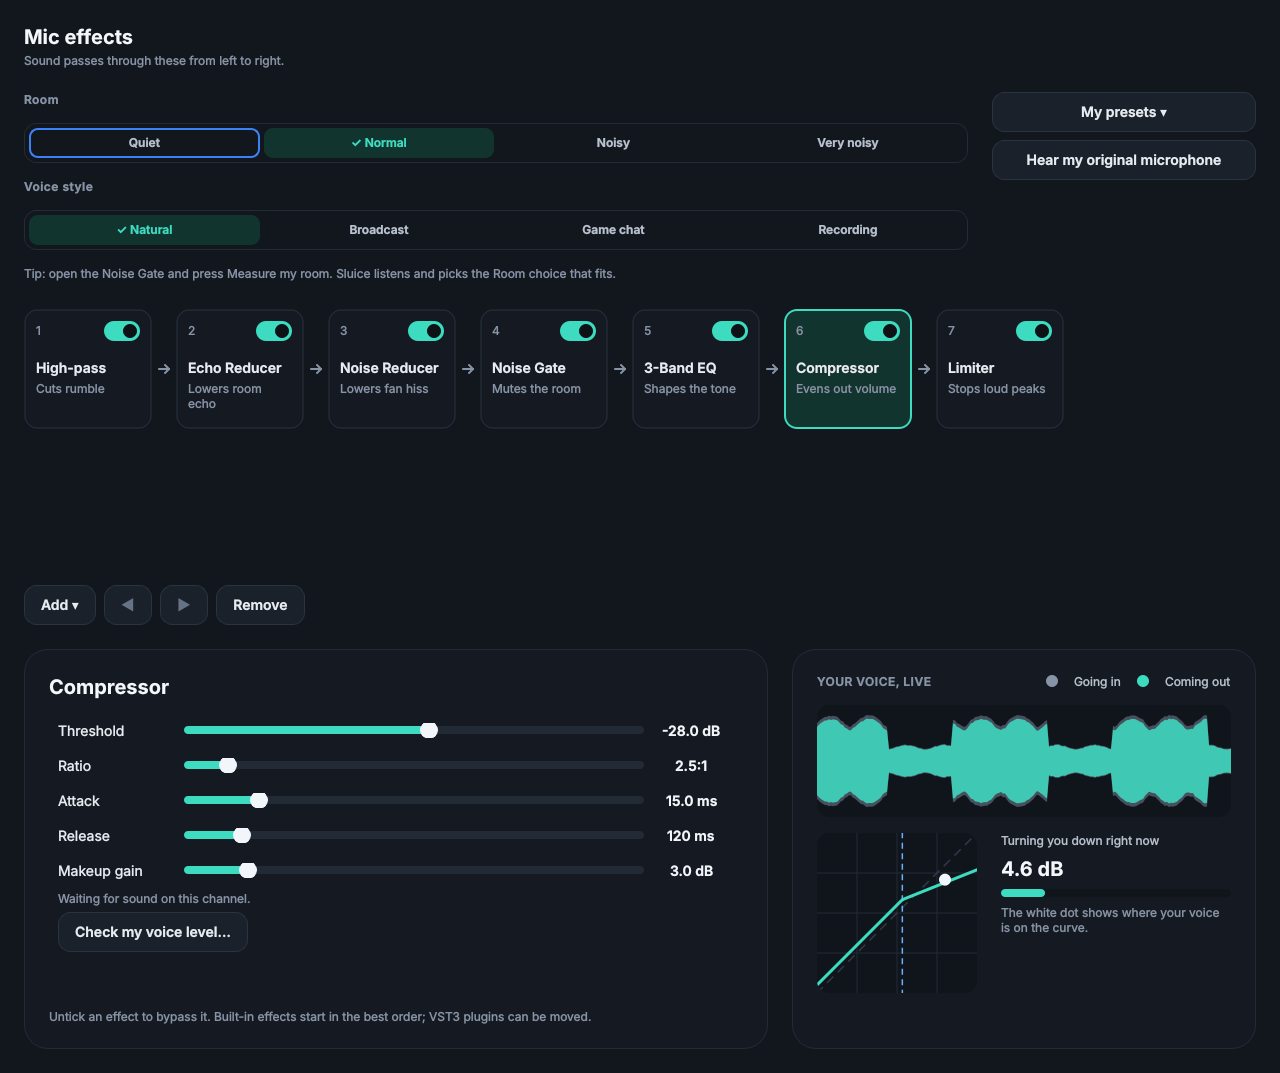 Mic effects
Sound passes through these from left to right.
Room
My presets ▾
✓ Normal
Quiet
Noisy
Very noisy
Hear my original microphone
Voice style
✓ Natural
Broadcast
Game chat
Recording
Tip: open the Noise Gate and press Measure my room. Sluice listens and picks the Room choice that fits.
1
High-pass
Cuts rumble
2
Echo Reducer
Lowers room
echo
3
Noise Reducer
Lowers fan hiss
4
Noise Gate
Mutes the room
5
3-Band EQ
Shapes the tone
6
Compressor
Evens out volume
7
Limiter
Stops loud peaks
Add ▾
◀
▶
Remove
Compressor
Threshold
-28.0 dB
Ratio
2.5:1
Attack
15.0 ms
Release
120 ms
Makeup gain
3.0 dB
Waiting for sound on this channel.
Check my voice level...
Untick an effect to bypass it. Built-in effects start in the best order; VST3 plugins can be moved.
YOUR VOICE, LIVE
Going in
Coming out
Turning you down right now
4.6 dB
The white dot shows where your voice
is on the curve.